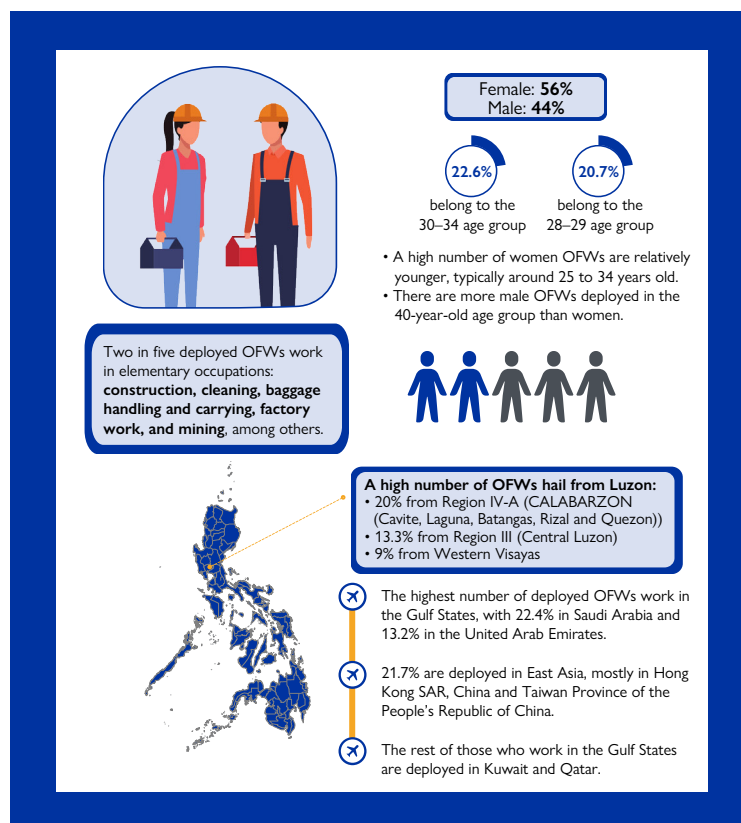 Female: 56%
Male: 44%
22.6%
belong to the
30–34 age group
20.7%
belong to the
28–29 age group
• A high number of women OFWs are relatively
younger, typically around 25 to 34 years old.
• There are more male OFWs deployed in the
40-year-old age group than women.
Two in five deployed OFWs work
in elementary occupations:
construction, cleaning, baggage
handling and carrying, factory
work, and mining, among others.
A high number of OFWs hail from Luzon:
• 20% from Region IV-A (CALABARZON
(Cavite, Laguna, Batangas, Rizal and Quezon))
• 13.3% from Region III (Central Luzon)
• 9% from Western Visayas
The highest number of deployed OFWs work in
the Gulf States, with 22.4% in Saudi Arabia and
13.2% in the United Arab Emirates.
21.7% are deployed in East Asia, mostly in Hong
Kong SAR, China and Taiwan Province of the
People’s Republic of China.
The rest of those who work in the Gulf States
are deployed in Kuwait and Qatar.